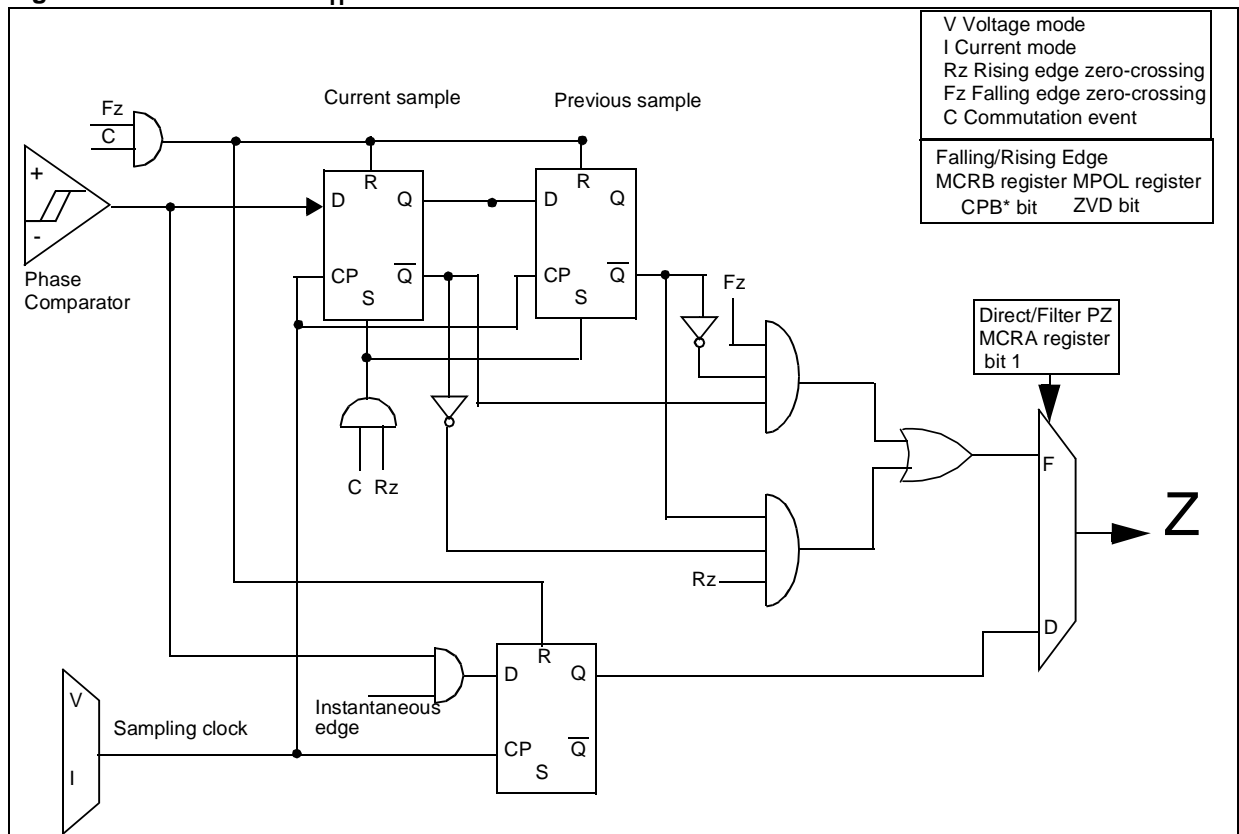 V Voltage mode
I Current mode
Rz Rising edge zero-crossing
Fz Falling edge zero-crossing
C Commutation event
Falling/Rising Edge
MCRB register MPOL register
CPB* bit ZVD bit
Current sample
Previous sample
Fz
C
+
-
Phase
Comparator
R
D Q
CP Q
S
R
D Q
CP Q
S
Fz
Direct/Filter PZ
MCRA register
bit 1
C Rz
F
Z
Rz
D
R
D Q
Instantaneous
edge
CP Q
S
V
Sampling clock
I